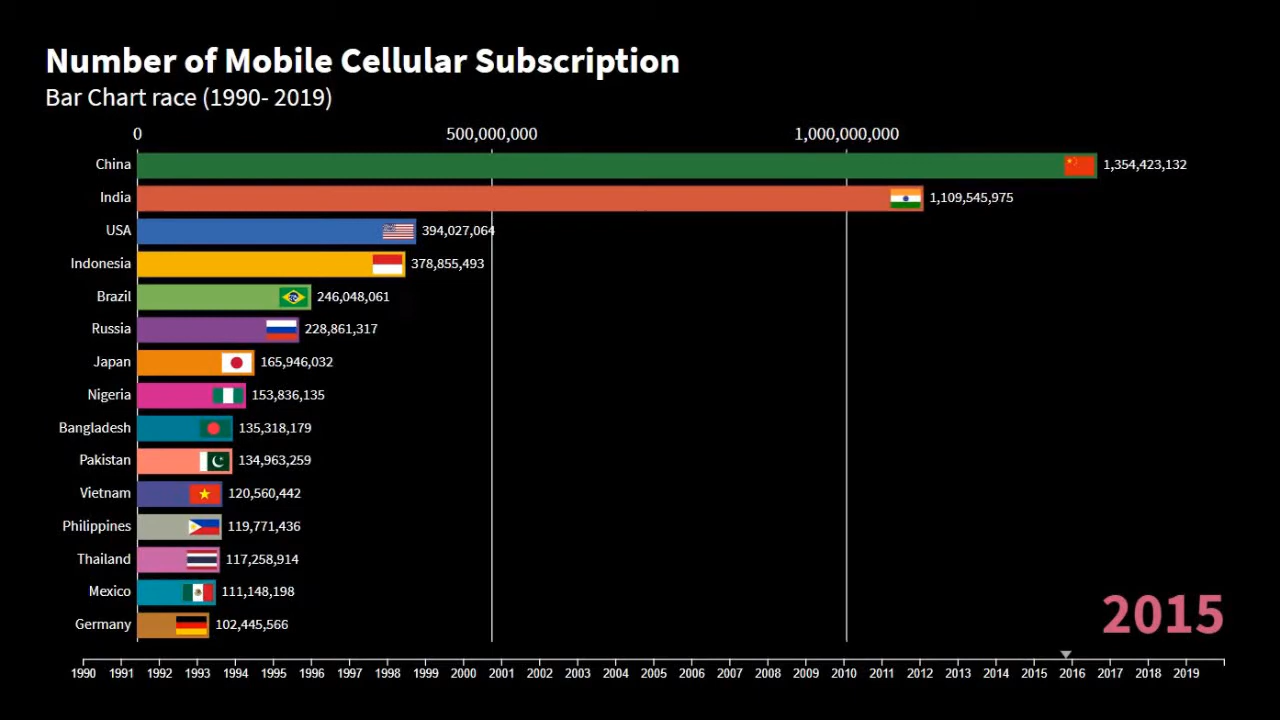 Number of Mobile Cellular Subscription
Bar Chart race (1990- 2019)
0 500,000,000 1,000,000,000
China 1,354,423,132
India 1,109,545,975
USA 394,027,064
Indonesia 378,855,493
Brazil 246,048,061
Russia 228,861,317
Japan 165,946,032
Nigeria 153,836,135
Bangladesh 135,318,179
Pakistan 134,963,259
Vietnam 120,560,442
Philippines 119,771,436
Thailand 117,258,914
Mexico 111,148,198
Germany 102,445,566
2015
1990 1991 1992 1993 1994 1995 1996 1997 1998 1999 2000 2001 2002 2003 2004 2005 2006 2007 2008 2009 2010 2011 2012 2013 2014 2015 2016 2017 2018 2019